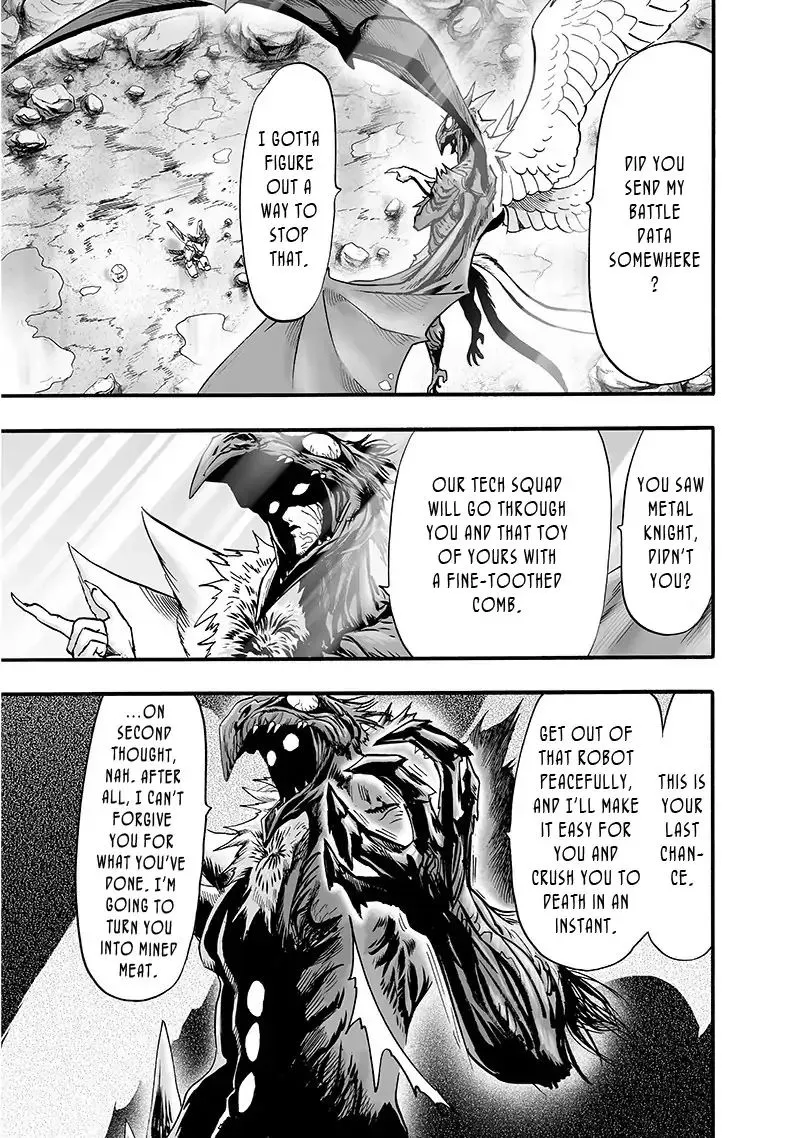 DID YOU
SEND MY
BATTLE
DATA
SOMEWHERE
?
I GOTTA
FIGURE
OUT A
WAY TO
STOP
THAT.
YOU SAW
METAL
KNIGHT,
DIDN'T
YOU?
OUR TECH SQUAD
WILL GO THROUGH
YOU AND THAT TOY
OF YOURS WITH
A FINE-TOOTHED
COMB.
THIS IS
YOUR
LAST
CHAN-
CE.
GET OUT OF
THAT ROBOT
PEACEFULLY,
AND I'LL MAKE
IT EASY FOR
YOU AND
CRUSH YOU TO
DEATH IN AN
INSTANT.
...ON
SECOND
THOUGHT,
NAH. AFTER
ALL, I CAN'T
FORGIVE
YOU FOR
WHAT YOU'VE
DONE. I'M
GOING TO
TURN YOU
INTO MINED
MEAT.